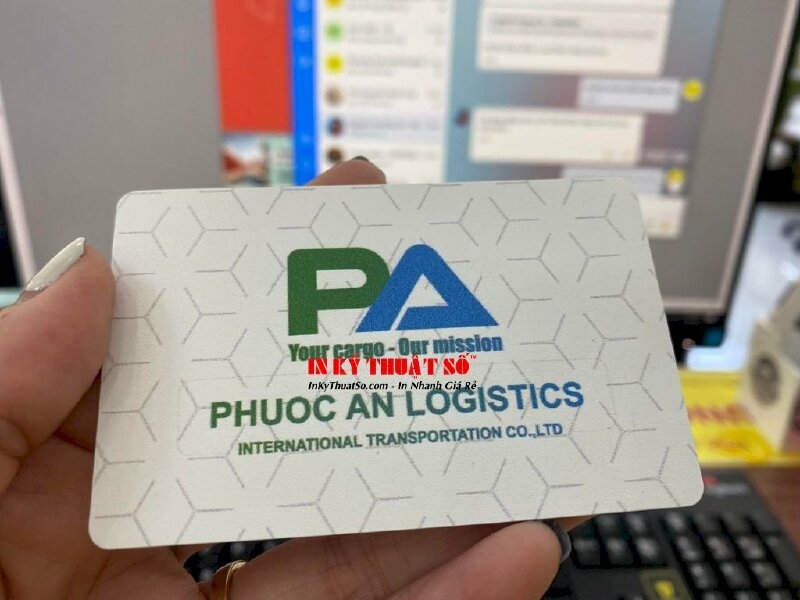 PA
Your cargo - Our mission
IN KỸ THUẬT SỐ™
InKyThuatSo.com - In Nhanh Giá Rẻ
PHUOC AN LOGISTICS
INTERNATIONAL TRANSPORTATION CO.,LTD